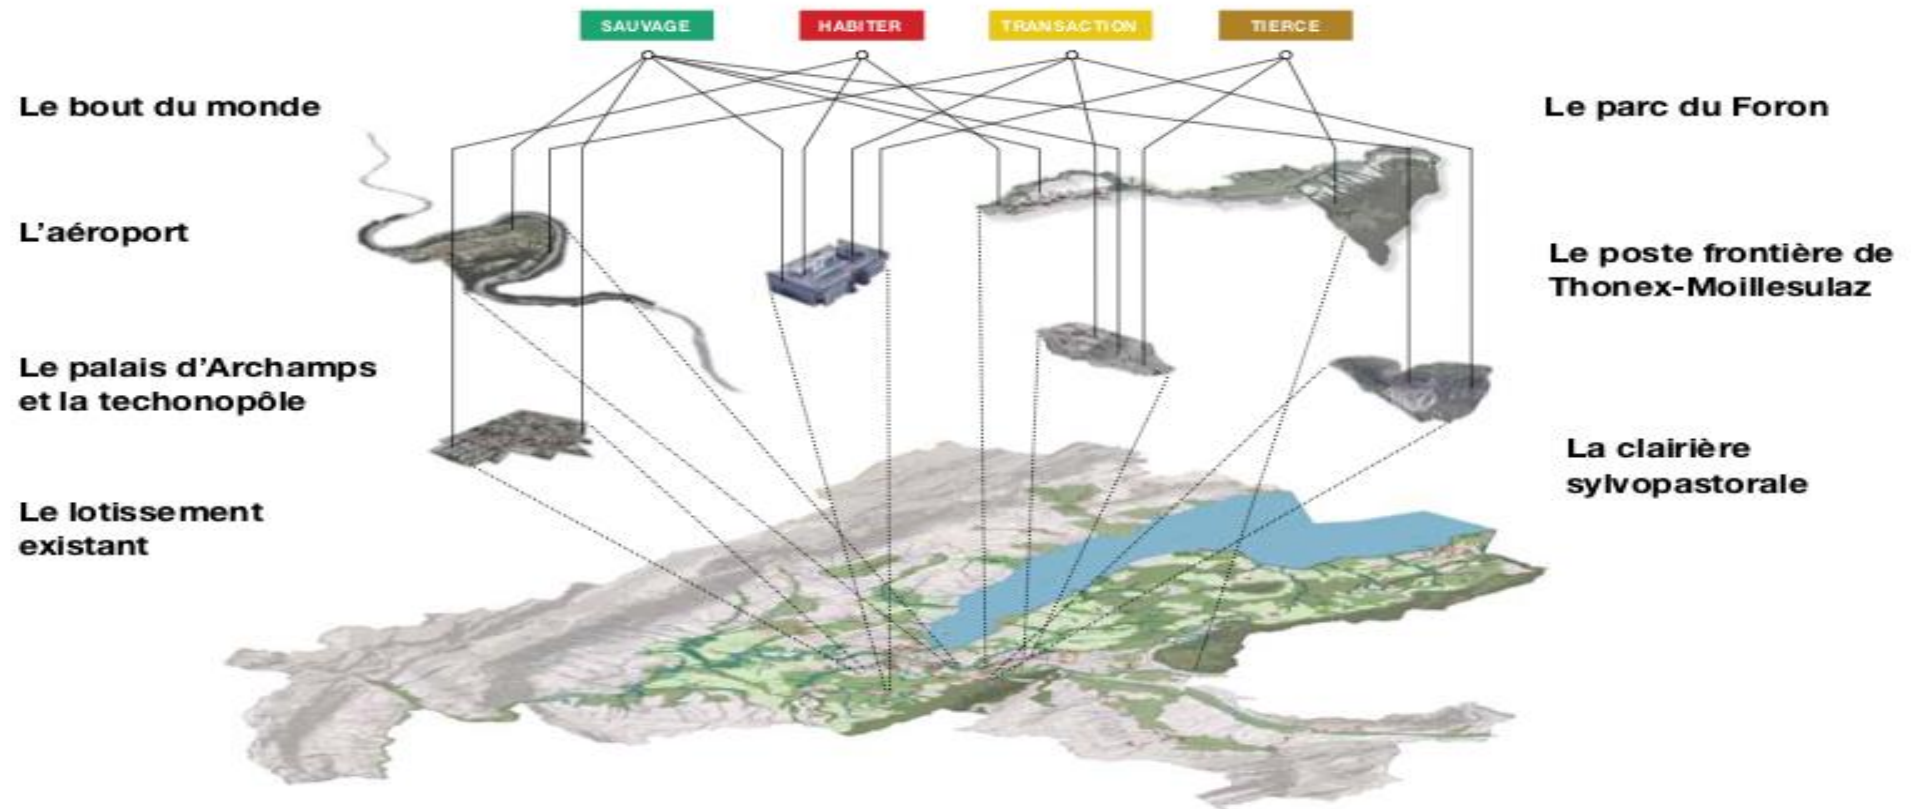 SAUVAGE
HABITER
TRANSACTION
TIERCE
Le bout du monde
L'aéroport
Le palais d'Archamps
et la techonopôle
Le lotissement
existant
Le parc du Foron
Le poste frontière de
Thonex-Moillesulaz
La clairière
sylvopastorale